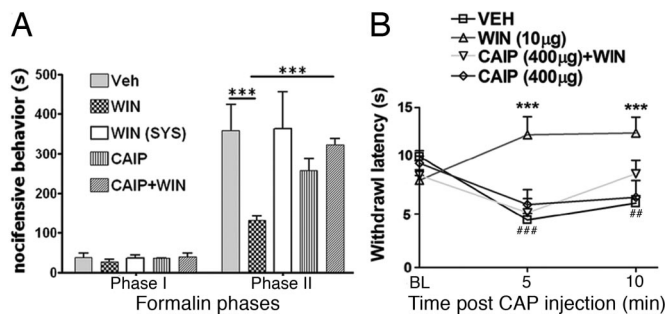 A
nocifensive behavior (s)
500
400
300
200
100
0
Veh
WIN
WIN (SYS)
CAIP
CAIP+WIN
***
***
Phase I
Phase II
Formalin phases
B
VEH
WIN (10µg)
CAIP (400µg)+WIN
CAIP (400µg)
Withdrawl latency (s)
15
10
5
0
***
***
###
##
BL
5
10
Time post CAP injection (min)